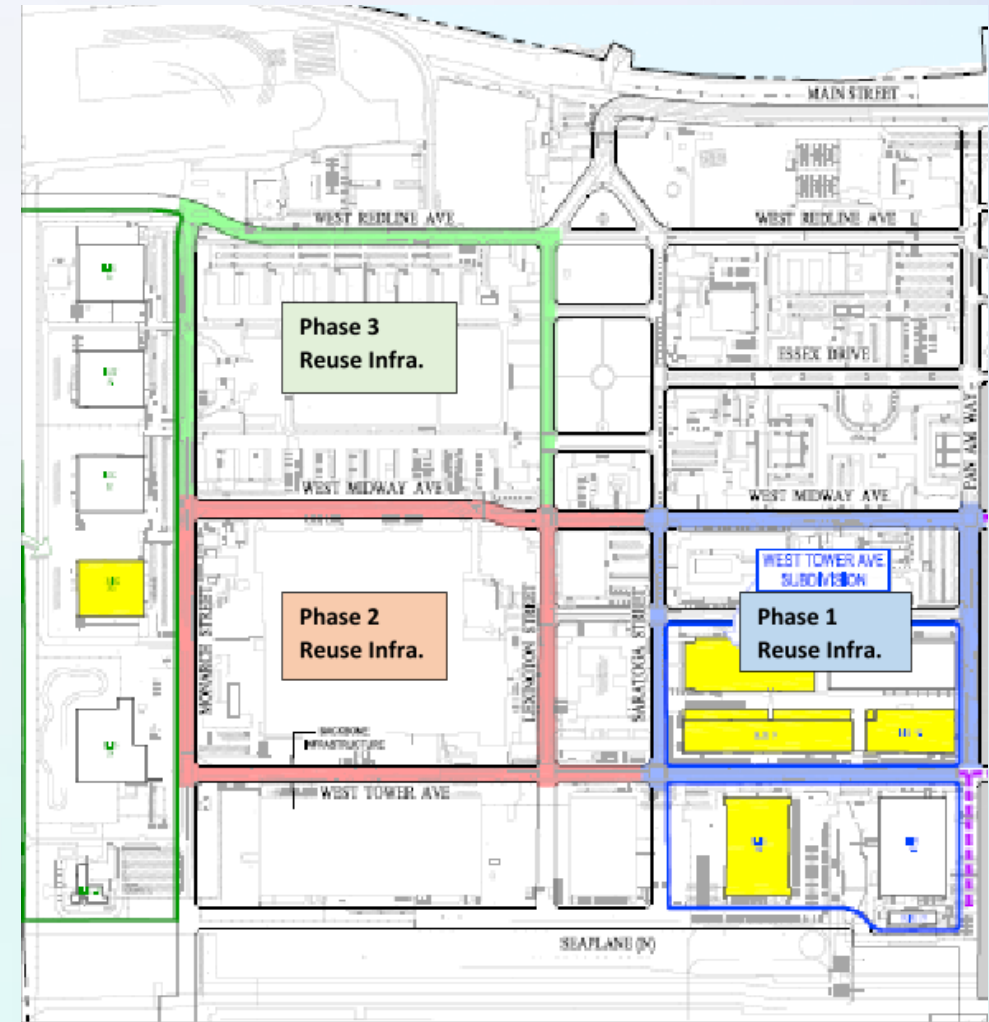 MAIN STREET
WEST REDLINE AVE
WEST REDLINE AVE
Phase 3
Reuse Infra.
ESSEX DRIVE
PAN AM WAY
WEST MIDWAY AVE
WEST MIDWAY AVE
WEST TOWER AVE
SUBDIVISION
Phase 2
Reuse Infra.
Phase 1
Reuse Infra.
MONARCH STREET
LEXINGTON STREET
SARATOGA STREET
BACKBONE
INFRASTRUCTURE
WEST TOWER AVE
SEAPLANE (N)